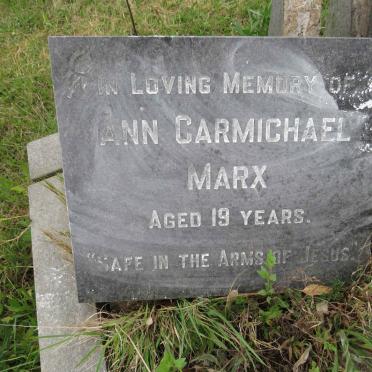 IN LOVING MEMORY OF
ANN CARMICHAEL
MARX
AGED 19 YEARS.
"SAFE IN THE ARMS OF JESUS."